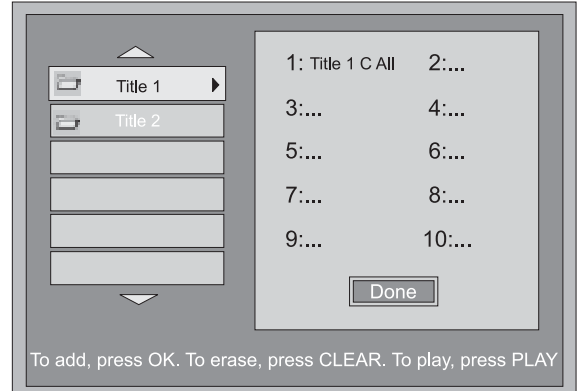 Title 1
Title 2
1: Title 1 C All 2:...
3:... 4:...
5:... 6:...
7:... 8:...
9:... 10:...
Done
To add, press OK. To erase, press CLEAR. To play, press PLAY